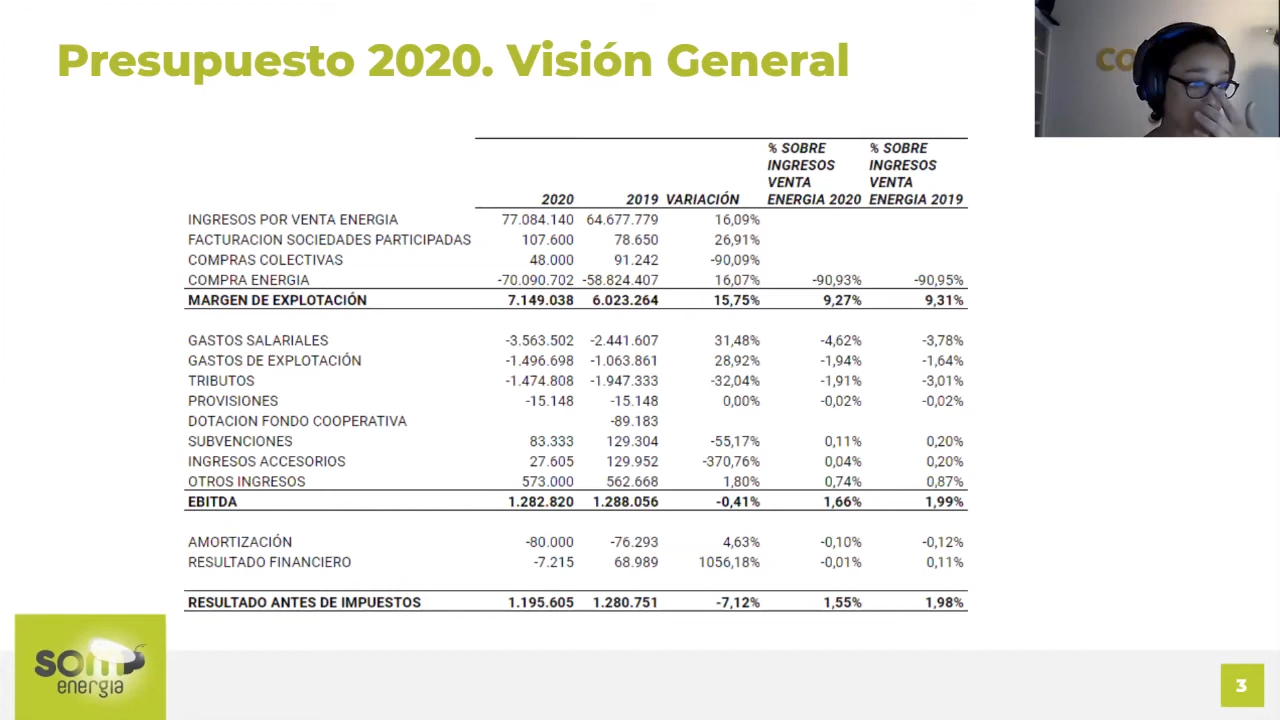 Presupuesto 2020. Visión General
CO
% SOBRE INGRESOS VENTA ENERGIA 2020
% SOBRE INGRESOS VENTA ENERGIA 2019
2020 2019 VARIACIÓN
INGRESOS POR VENTA ENERGIA 77.084.140 64.677.779 16,09%
FACTURACION SOCIEDADES PARTICIPADAS 107.600 78.650 26,91%
COMPRAS COLECTIVAS 48.000 91.242 -90,09%
COMPRA ENERGIA -70.090.702 -58.824.407 16,07% -90,93% -90,95%
MARGEN DE EXPLOTACIÓN 7.149.038 6.023.264 15,75% 9,27% 9,31%
GASTOS SALARIALES -3.563.502 -2.441.607 31,48% -4,62% -3,78%
GASTOS DE EXPLOTACIÓN -1.496.698 -1.063.861 28,92% -1,94% -1,64%
TRIBUTOS -1.474.808 -1.947.333 -32,04% -1,91% -3,01%
PROVISIONES -15.148 -15.148 0,00% -0,02% -0,02%
DOTACION FONDO COOPERATIVA -89.183
SUBVENCIONES 83.333 129.304 -55,17% 0,11% 0,20%
INGRESOS ACCESORIOS 27.605 129.952 -370,76% 0,04% 0,20%
OTROS INGRESOS 573.000 562.668 1,80% 0,74% 0,87%
EBITDA 1.282.820 1.288.056 -0,41% 1,66% 1,99%
AMORTIZACIÓN -80.000 -76.293 4,63% -0,10% -0,12%
RESULTADO FINANCIERO -7.215 68.989 1056,18% -0,01% 0,11%
RESULTADO ANTES DE IMPUESTOS 1.195.605 1.280.751 -7,12% 1,55% 1,98%
som
energia
3